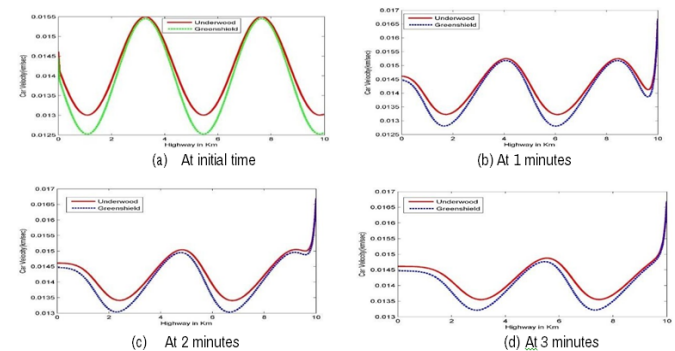 0.0155
0.015
0.0145
0.014
0.0135
0.013
0.0125
Car Velocity(km/sec)
Underwood
Greenshield
0 2 4 6 8 10
Highway in Km
(a) At initial time
0.017
0.0165
0.016
0.0155
0.015
0.0145
0.014
0.0135
0.013
0.0125
Car Velocity(km/sec)
Underwood
Greenshield
0 2 4 6 8 10
Highway in Km
(b) At 1 minutes
0.017
0.0165
0.016
0.0155
0.015
0.0145
0.014
0.0135
0.013
Car Velocity(km/sec)
Underwood
Greenshield
0 2 4 6 8 10
Highway in Km
(c) At 2 minutes
0.017
0.0165
0.016
0.0155
0.015
0.0145
0.014
0.0135
0.013
Car Velocity(km/sec)
Underwood
Greenshield
0 2 4 6 8 10
Highway in Km
(d) At 3 minutes